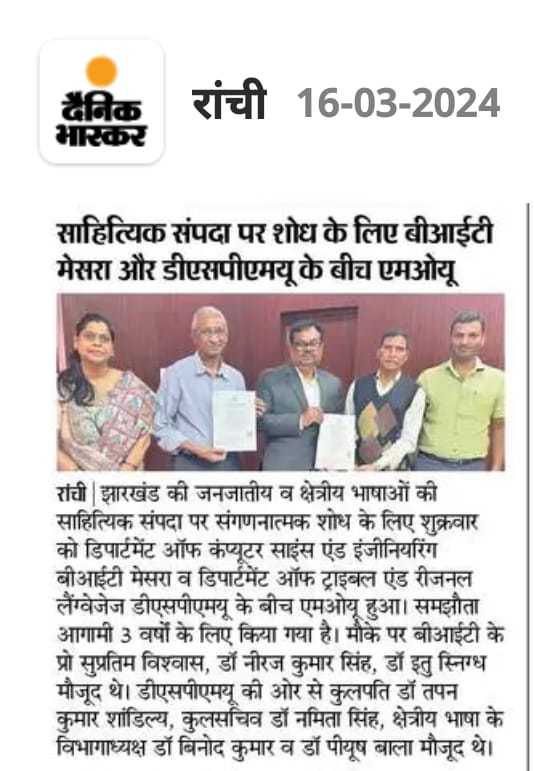 दैनिक
भास्कर
रांची 16-03-2024
साहित्यिक संपदा पर शोध के लिए बीआईटी
मेसरा और डीएसपीएमयू के बीच एमओयू
रांची | झारखंड की जनजातीय व क्षेत्रीय भाषाओं की
साहित्यिक संपदा पर संगणनात्मक शोध के लिए शुक्रवार
को डिपार्टमेंट ऑफ कंप्यूटर साइंस एंड इंजीनियरिंग
बीआईटी मेसरा व डिपार्टमेंट ऑफ ट्राइबल एंड रीजनल
लैंग्वेजेज डीएसपीएमयू के बीच एमओयू हुआ। समझौता
आगामी 3 वर्षों के लिए किया गया है। मौके पर बीआईटी के
प्रो सुप्रतिम विश्वास, डॉ नीरज कुमार सिंह, डॉ इतु स्निग्ध
मौजूद थे। डीएसपीएमयू की ओर से कुलपति डॉ तपन
कुमार शांडिल्य, कुलसचिव डॉ नमिता सिंह, क्षेत्रीय भाषा के
विभागाध्यक्ष डॉ बिनोद कुमार व डॉ पीयूष बाला मौजूद थे।